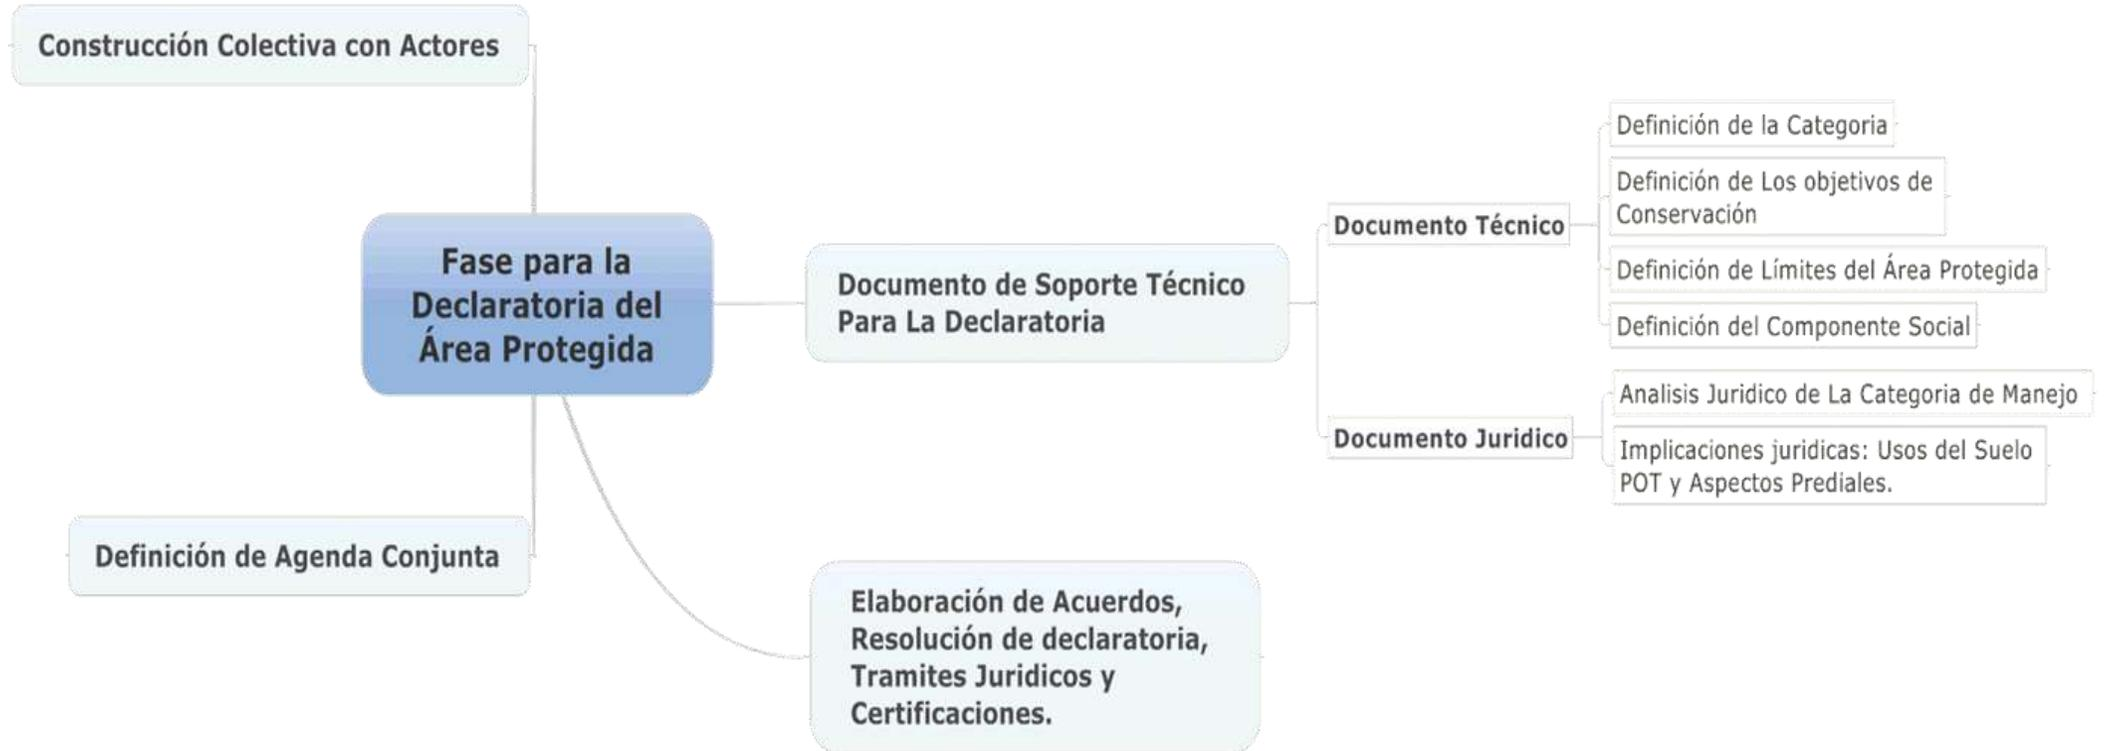 Construcción Colectiva con Actores
Fase para la
Declaratoria del
Área Protegida
Definición de Agenda Conjunta
Documento de Soporte Técnico
Para La Declaratoria
Documento Técnico
Definición de la Categoria
Definición de Los objetivos de
Conservación
Definición de Límites del Área Protegida
Definición del Componente Social
Documento Juridico
Analisis Juridico de La Categoria de Manejo
Implicaciones juridicas: Usos del Suelo
POT y Aspectos Prediales.
Elaboración de Acuerdos,
Resolución de declaratoria,
Tramites Juridicos y
Certificaciones.